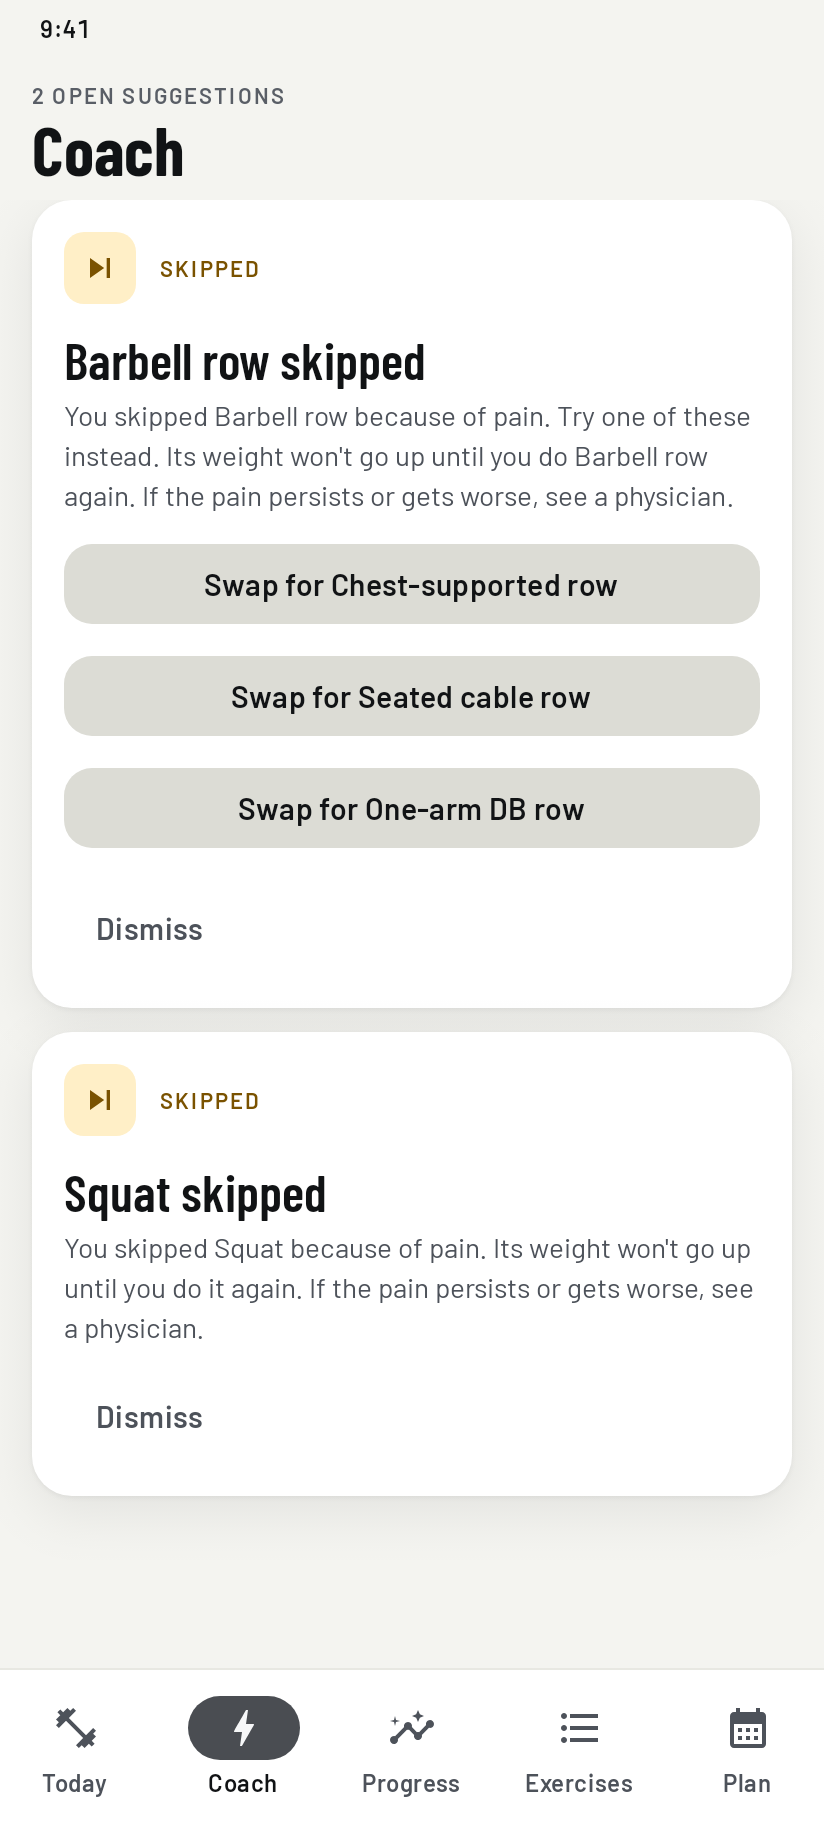 9:41
2 OPEN SUGGESTIONS
Coach
SKIPPED
Barbell row skipped
You skipped Barbell row because of pain. Try one of these
instead. Its weight won't go up until you do Barbell row
again. If the pain persists or gets worse, see a physician.
Swap for Chest-supported row
Swap for Seated cable row
Swap for One-arm DB row
Dismiss
SKIPPED
Squat skipped
You skipped Squat because of pain. Its weight won't go up
until you do it again. If the pain persists or gets worse, see
a physician.
Dismiss
Today
Coach
Progress
Exercises
Plan